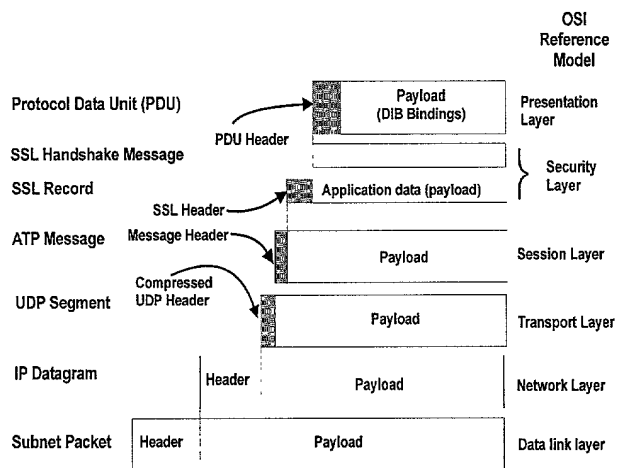 OSI
Reference
Model
Protocol Data Unit (PDU)
Payload
(DIB Bindings)
Presentation
Layer
PDU Header
SSL Handshake Message
Security
Layer
SSL Record
Application data (payload)
SSL Header
ATP Message
Message Header
Payload
Session Layer
Compressed
UDP Header
UDP Segment
Payload
Transport Layer
IP Datagram
Header
Payload
Network Layer
Subnet Packet
Header
Payload
Data link layer